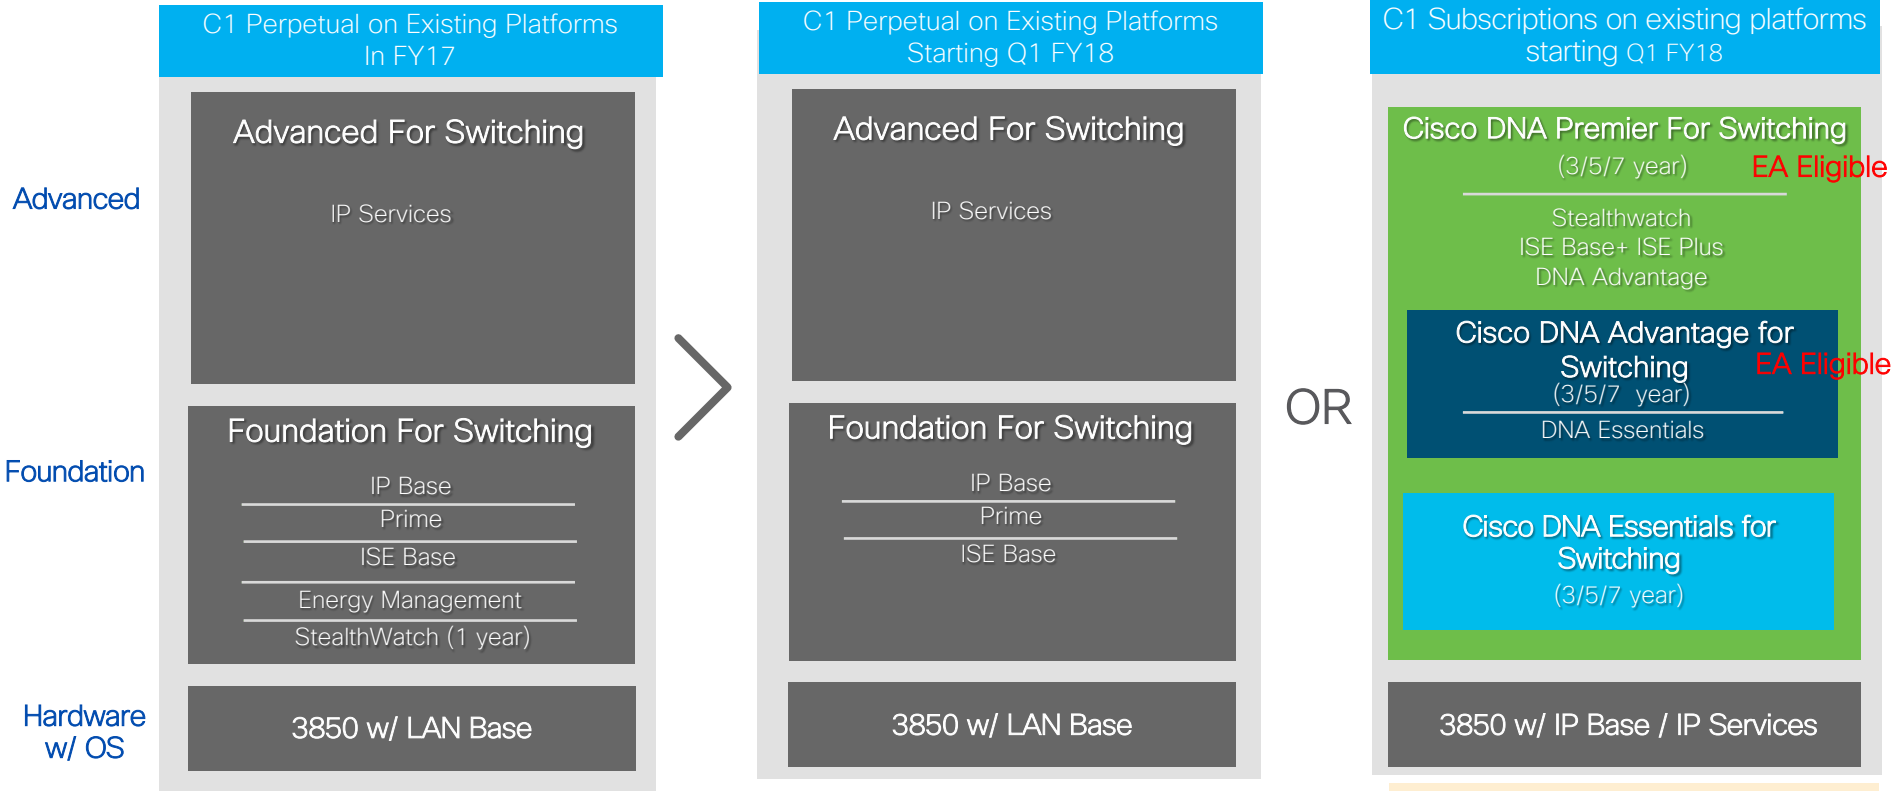 C1 Perpetual on Existing Platforms
In FY17
C1 Perpetual on Existing Platforms
Starting Q1 FY18
C1 Subscriptions on existing platforms
starting Q1 FY18
Advanced
Foundation
Hardware
w/ OS
Advanced For Switching
IP Services
Foundation For Switching
IP Base
Prime
ISE Base
Energy Management
StealthWatch (1 year)
3850 w/ LAN Base
Advanced For Switching
IP Services
Foundation For Switching
IP Base
Prime
ISE Base
3850 w/ LAN Base
OR
Cisco DNA Premier For Switching
(3/5/7 year)
EA Eligible
Stealthwatch
ISE Base+ ISE Plus
DNA Advantage
Cisco DNA Advantage for
Switching
EA Eligible
(3/5/7 year)
DNA Essentials
Cisco DNA Essentials for
Switching
(3/5/7 year)
3850 w/ IP Base / IP Services